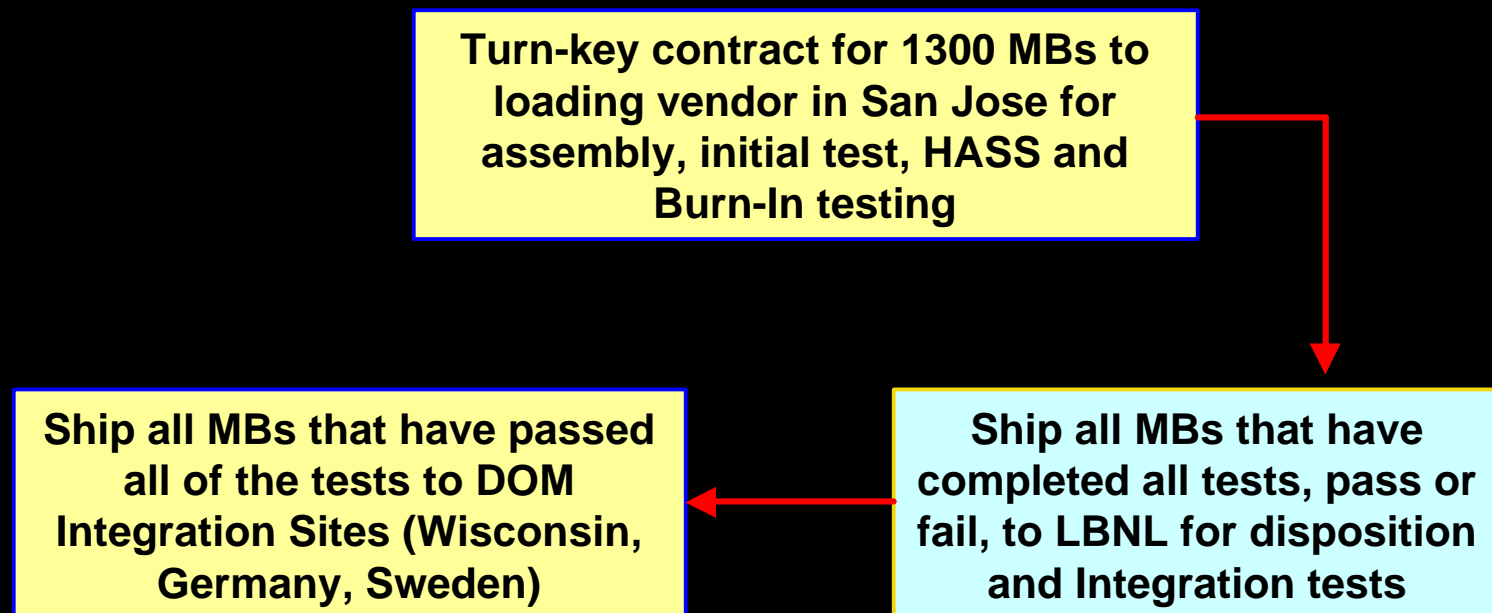 Turn-key contract for 1300 MBs to
loading vendor in San Jose for
assembly, initial test, HASS and
Burn-In testing
Ship all MBs that have
completed all tests, pass or
fail, to LBNL for disposition
and Integration tests
Ship all MBs that have passed
all of the tests to DOM
Integration Sites (Wisconsin,
Germany, Sweden)